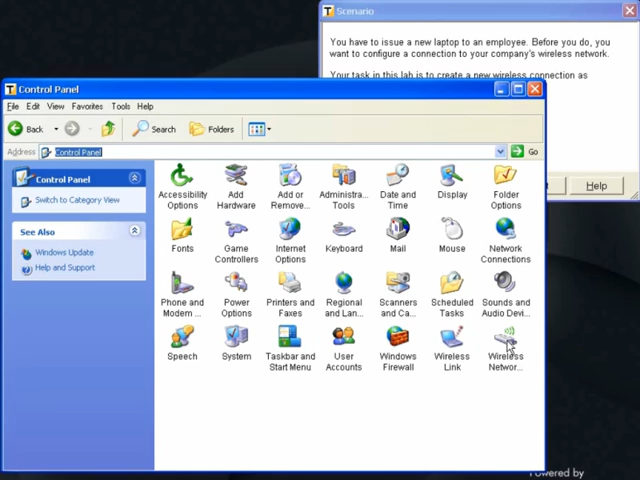 Scenario
You have to issue a new laptop to an employee. Before you do, you
want to configure a connection to your company's wireless network.
Your task in this lab is to create a new wireless connection as
Control Panel
File Edit View Favorites Tools Help
Back Search Folders
Address Control Panel Go
Control Panel
Switch to Category View
See Also
Windows Update
Help and Support
Accessibility Options
Add Hardware
Add or Remove...
Administra... Tools
Date and Time
Display
Folder Options
Fonts
Game Controllers
Internet Options
Keyboard
Mail
Mouse
Network Connections
Phone and Modem ...
Power Options
Printers and Faxes
Regional and Lan...
Scanners and Ca...
Scheduled Tasks
Sounds and Audio Devi...
Speech
System
Taskbar and Start Menu
User Accounts
Windows Firewall
Wireless Link
Wireless Networ...
Help
Powered by